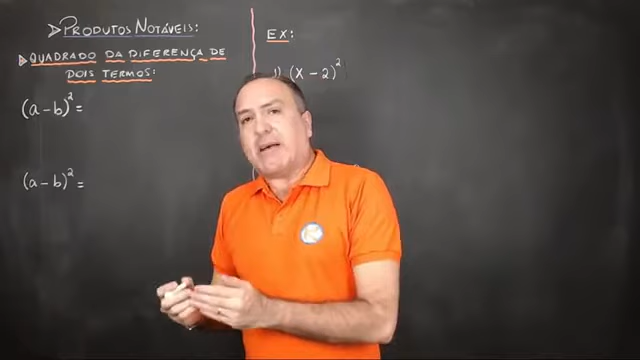 PRODUTOS NOTÁVEIS:
QUADRADO DA DIFERENÇA DE
DOIS TERMOS:
(a-b)²=
(a-b)²=
EX:
1) (x-2)²